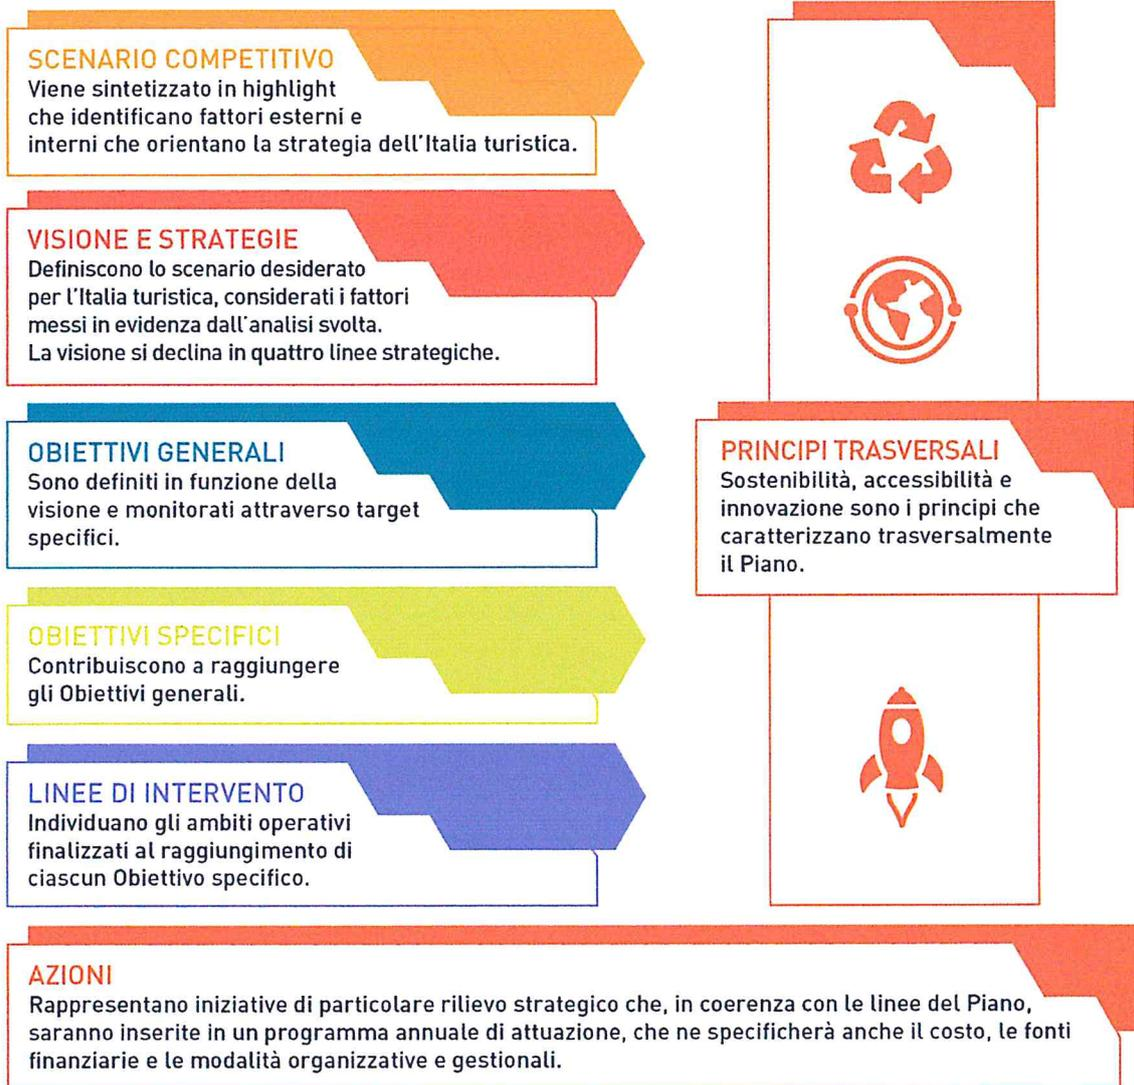 SCENARIO COMPETITIVO
Viene sintetizzato in highlight
che identificano fattori esterni e
interni che orientano la strategia dell'Italia turistica.
VISIONE E STRATEGIE
Definiscono lo scenario desiderato
per l'Italia turistica, considerati i fattori
messi in evidenza dall'analisi svolta.
La visione si declina in quattro linee strategiche.
OBIETTIVI GENERALI
Sono definiti in funzione della
visione e monitorati attraverso target
specifici.
OBIETTIVI SPECIFICI
Contribuiscono a raggiungere
gli Obiettivi generali.
LINEE DI INTERVENTO
Individuano gli ambiti operativi
finalizzati al raggiungimento di
ciascun Obiettivo specifico.
PRINCIPI TRASVERSALI
Sostenibilità, accessibilità e
innovazione sono i principi che
caratterizzano trasversalmente
il Piano.
AZIONI
Rappresentano iniziative di particolare rilievo strategico che, in coerenza con le linee del Piano,
saranno inserite in un programma annuale di attuazione, che ne specificherà anche il costo, le fonti
finanziarie e le modalità organizzative e gestionali.